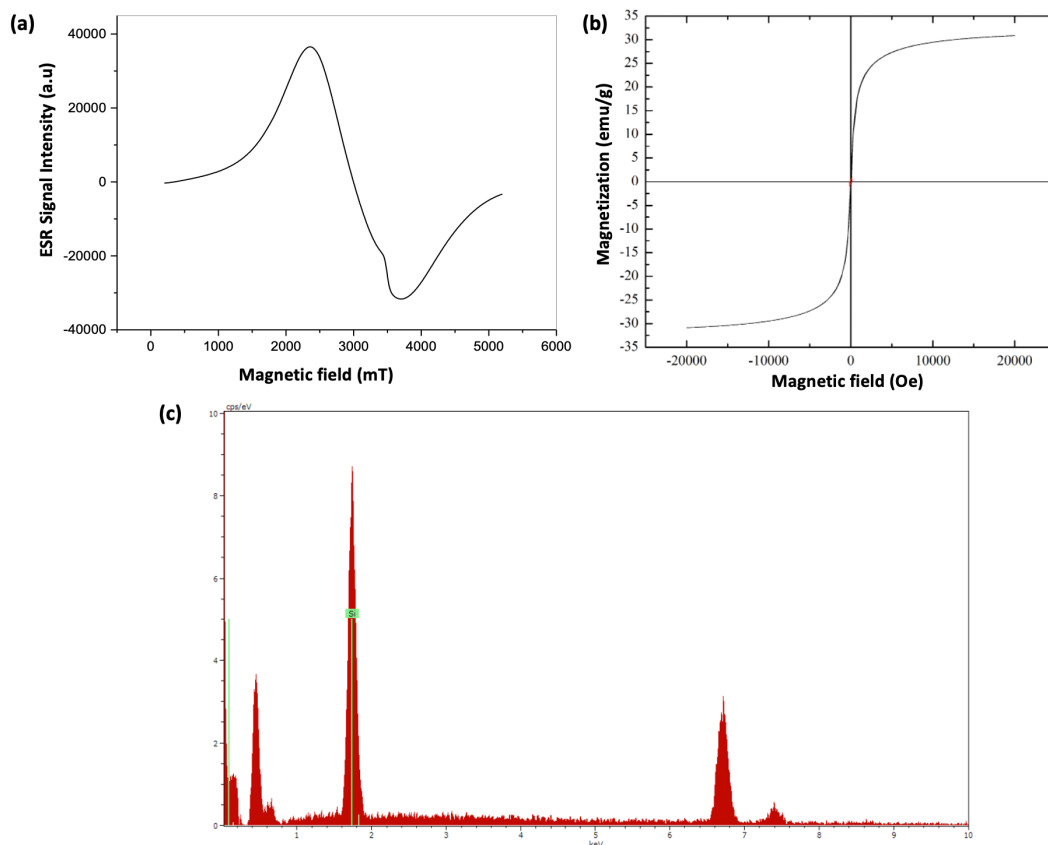 (a)
ESR Signal Intensity (a.u)
40000
20000
0
-20000
-40000
0 1000 2000 3000 4000 5000 6000
Magnetic field (mT)
(b)
Magnetization (emu/g)
35
30
25
20
15
10
5
0
-5
-10
-15
-20
-25
-30
-35
-20000 -10000 0 10000 20000
Magnetic field (Oe)
(c)
cps/eV
10
8
6
4
2
0
Si
1 2 3 4 5 6 7 8 9 10
keV